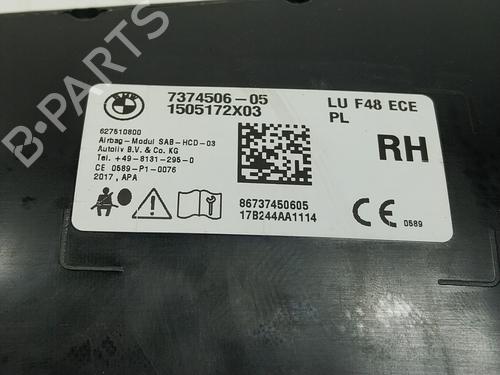 BMW
7374506-05
1505172X03
LU F48 ECE
PL
627510800
Airbag-Modul SAB-HCD-03
Autoliv B.V. & Co. KG
Tel. +49-8131-295-0
CE 0589-P1-0076
2017, APA
RH
86737450605
17B244AA1114
CE 0589
B-PARTS